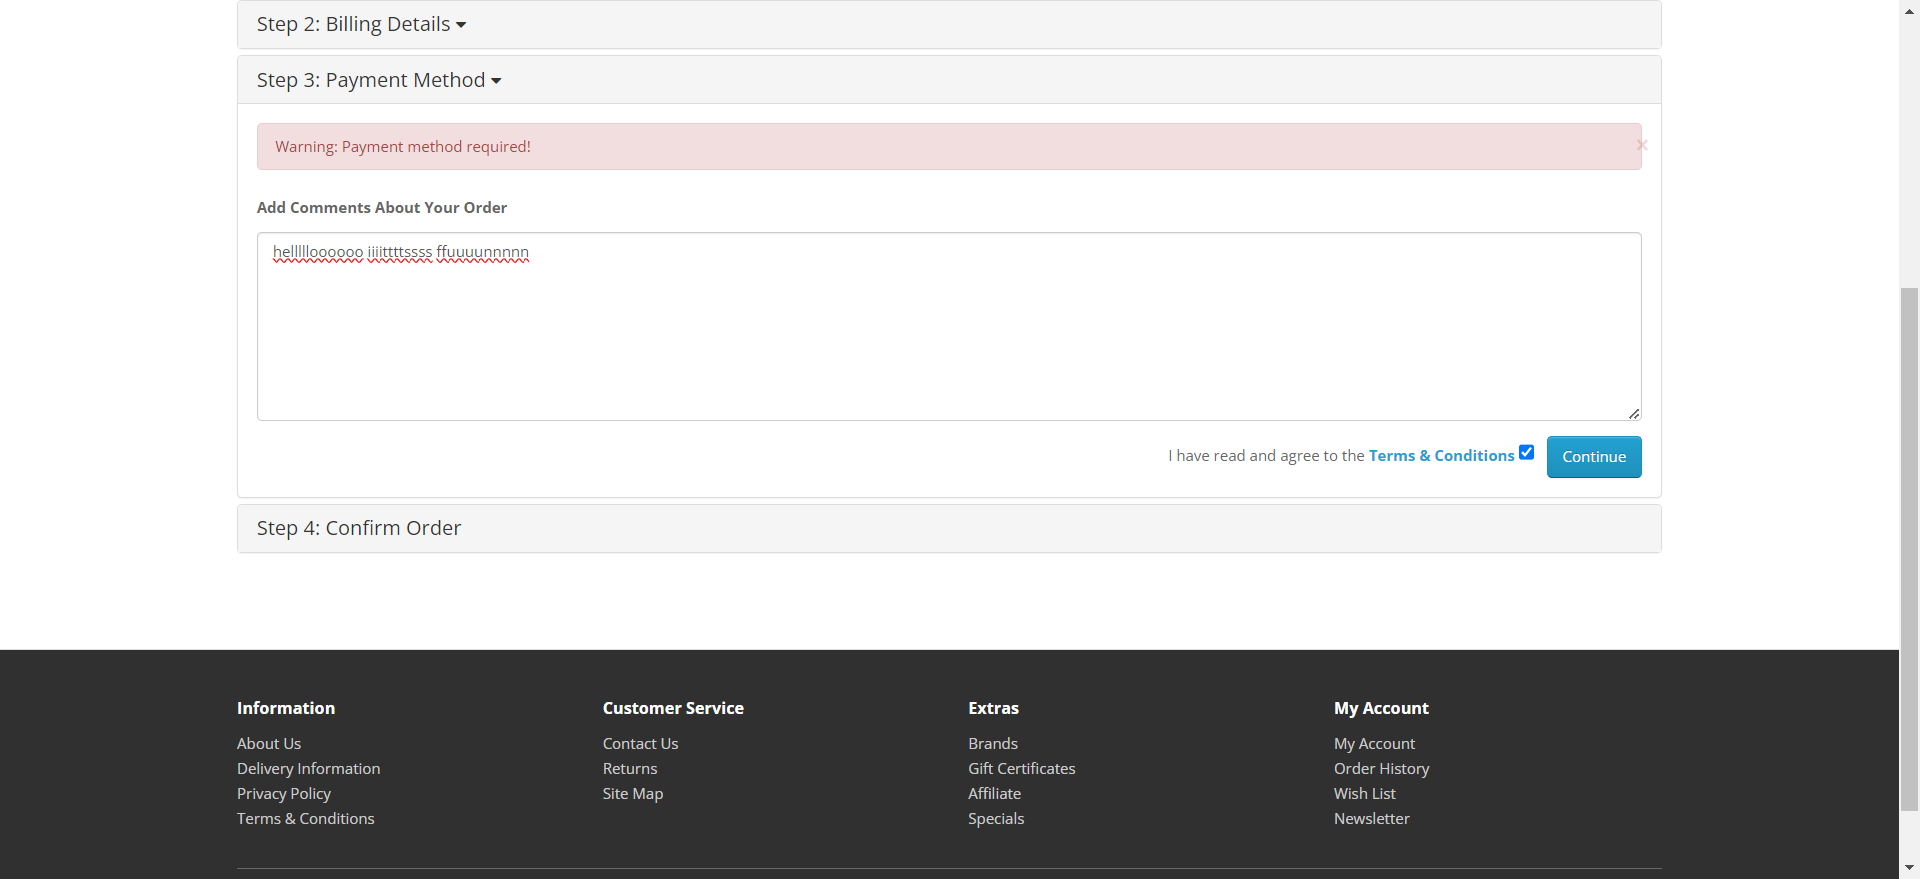 Step 2: Billing Details
Step 3: Payment Method
Warning: Payment method required!
×
Add Comments About Your Order
hellllloooooo iiiittttssss ffuuuunnnnn
I have read and agree to the Terms & Conditions
Continue
Step 4: Confirm Order
Information
About Us
Delivery Information
Privacy Policy
Terms & Conditions
Customer Service
Contact Us
Returns
Site Map
Extras
Brands
Gift Certificates
Affiliate
Specials
My Account
My Account
Order History
Wish List
Newsletter